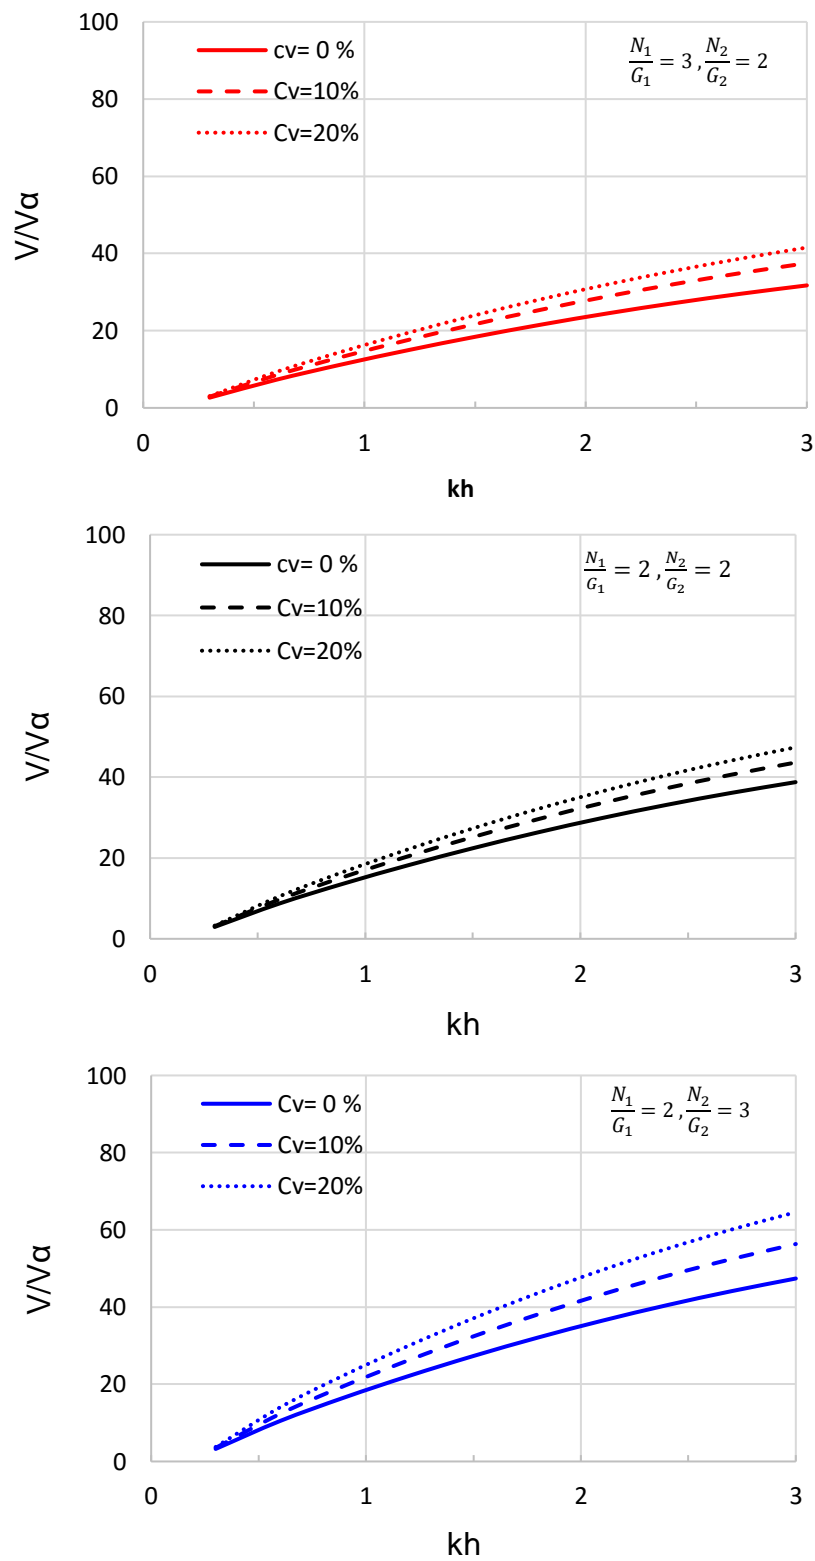 100
80
60
40
20
0
0 1 2 3
V/Vα
kh
cv= 0 %
Cv=10%
Cv=20%
N₁/G₁ = 3 , N₂/G₂ = 2
100
80
60
40
20
0
0 1 2 3
V/Vα
kh
cv= 0 %
Cv=10%
Cv=20%
N₁/G₁ = 2 , N₂/G₂ = 2
100
80
60
40
20
0
0 1 2 3
V/Vα
kh
Cv= 0 %
Cv=10%
Cv=20%
N₁/G₁ = 2 , N₂/G₂ = 3